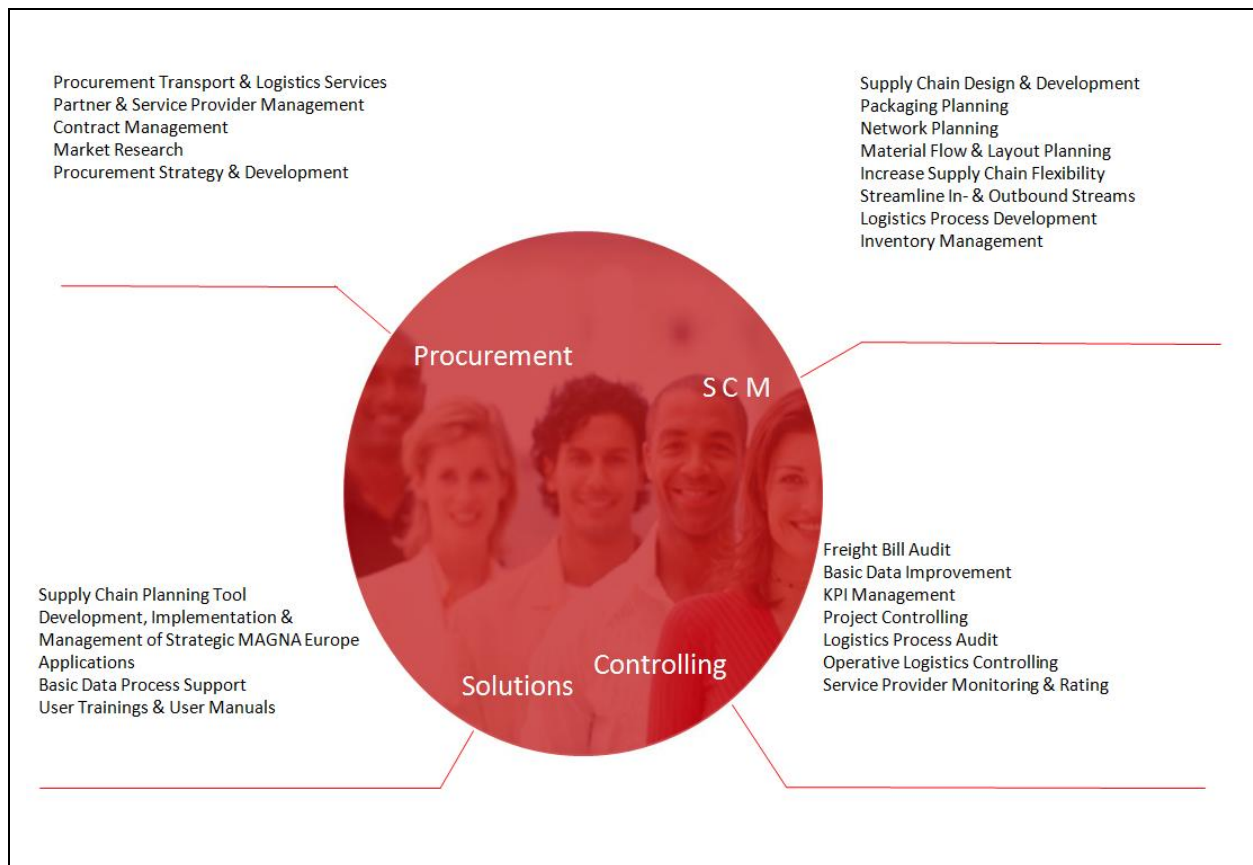 Procurement Transport & Logistics Services
Partner & Service Provider Management
Contract Management
Market Research
Procurement Strategy & Development
Supply Chain Design & Development
Packaging Planning
Network Planning
Material Flow & Layout Planning
Increase Supply Chain Flexibility
Streamline In- & Outbound Streams
Logistics Process Development
Inventory Management
Procurement
S C M
Supply Chain Planning Tool
Development, Implementation &
Management of Strategic MAGNA Europe
Applications
Basic Data Process Support
User Trainings & User Manuals
Solutions
Controlling
Freight Bill Audit
Basic Data Improvement
KPI Management
Project Controlling
Logistics Process Audit
Operative Logistics Controlling
Service Provider Monitoring & Rating